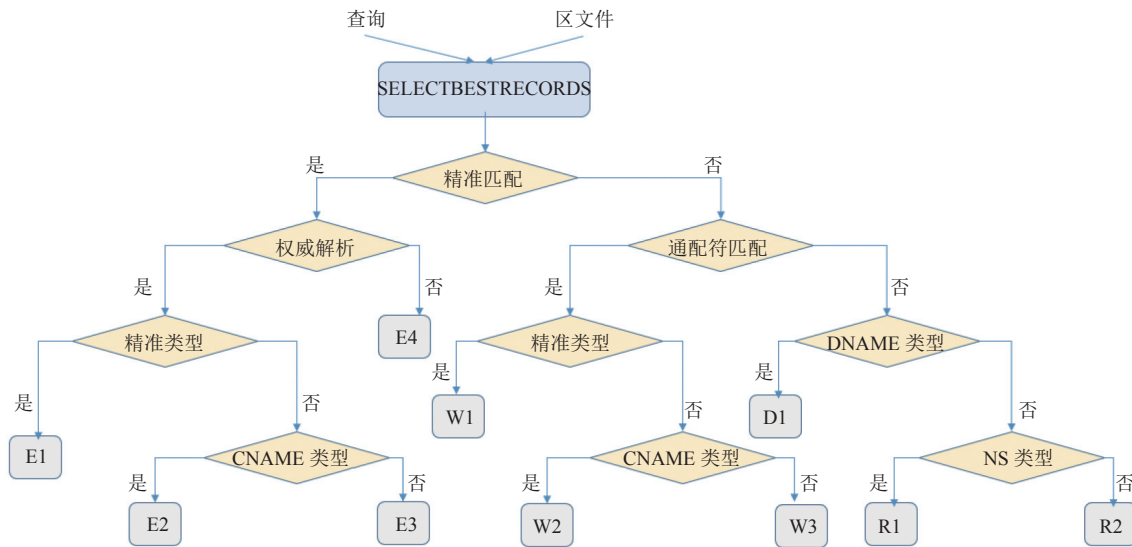 查询
区文件
SELECTBESTRECORDS
是
精准匹配
否
权威解析
通配符匹配
是
否
是
否
精准类型
E4
精准类型
DNAME 类型
是
否
是
否
是
否
W1
D1
E1
CNAME 类型
CNAME 类型
NS 类型
是
否
是
否
是
否
E2
E3
W2
W3
R1
R2